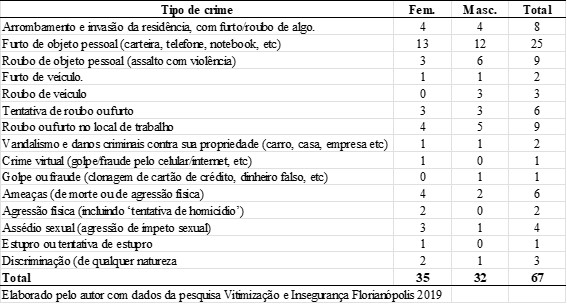 Tipo de crime Fem. Masc. Total
Arrombamento e invasão da residência, com furto/roubo de algo. 4 4 8
Furto de objeto pessoal (carteira, telefone, notebook, etc) 13 12 25
Roubo de objeto pessoal (assalto com violência) 3 6 9
Furto de veículo. 1 1 2
Roubo de veículo 0 3 3
Tentativa de roubo ou furto 3 3 6
Roubo ou furto no local de trabalho 4 5 9
Vandalismo e danos criminais contra sua propriedade (carro, casa, empresa etc) 1 1 2
Crime virtual (golpe/fraude pelo celular/internet, etc) 1 0 1
Golpe ou fraude (clonagem de cartão de crédito, dinheiro falso, etc) 0 1 1
Ameaças (de morte ou de agressão física) 4 2 6
Agressão física (incluindo ‘tentativa de homicídio’) 2 0 2
Assédio sexual (agressão de ímpeto sexual) 3 1 4
Estupro ou tentativa de estupro 1 0 1
Discriminação (de qualquer natureza 2 1 3
Total 35 32 67
Elaborado pelo autor com dados da pesquisa Vitimização e Insegurança Florianópolis 2019